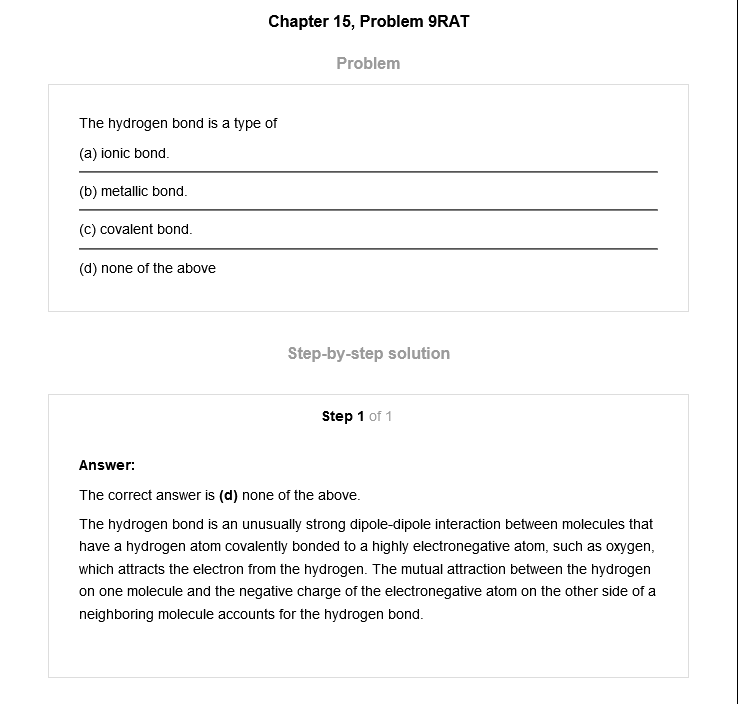 Chapter 15, Problem 9RAT
Problem
The hydrogen bond is a type of
(a) ionic bond.
(b) metallic bond.
(c) covalent bond.
(d) none of the above
Step-by-step solution
Step 1 of 1
Answer:
The correct answer is (d) none of the above.
The hydrogen bond is an unusually strong dipole-dipole interaction between molecules that
have a hydrogen atom covalently bonded to a highly electronegative atom, such as oxygen,
which attracts the electron from the hydrogen. The mutual attraction between the hydrogen
on one molecule and the negative charge of the electronegative atom on the other side of a
neighboring molecule accounts for the hydrogen bond.